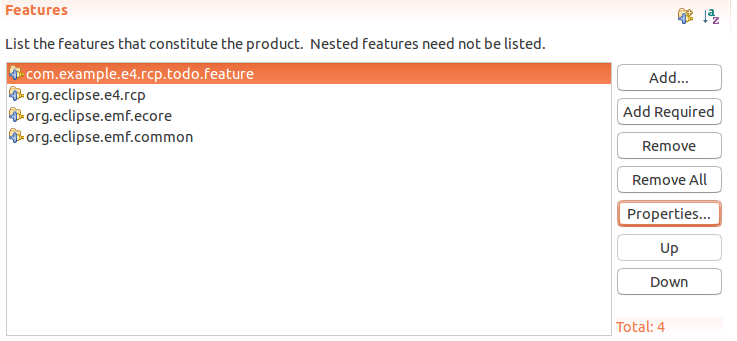 Features
List the features that constitute the product. Nested features need not be listed.
com.example.e4.rcp.todo.feature
org.eclipse.e4.rcp
org.eclipse.emf.ecore
org.eclipse.emf.common
Add...
Add Required
Remove
Remove All
Properties...
Up
Down
Total: 4